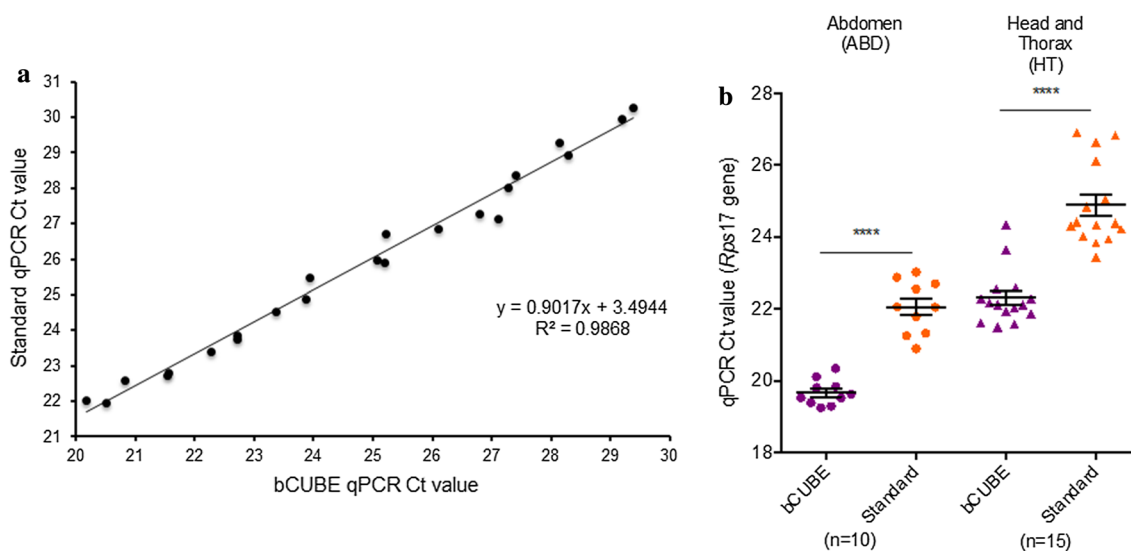 a
31
30
29
28
27
26
25
24
23
22
21
Standard qPCR Ct value
20 21 22 23 24 25 26 27 28 29 30
bCUBE qPCR Ct value
y = 0.9017x + 3.4944
R² = 0.9868
b
Abdomen
(ABD)
Head and
Thorax
(HT)
****
****
28
26
24
22
20
18
qPCR Ct value (Rps17 gene)
bCUBE Standard bCUBE Standard
(n=10) (n=15)